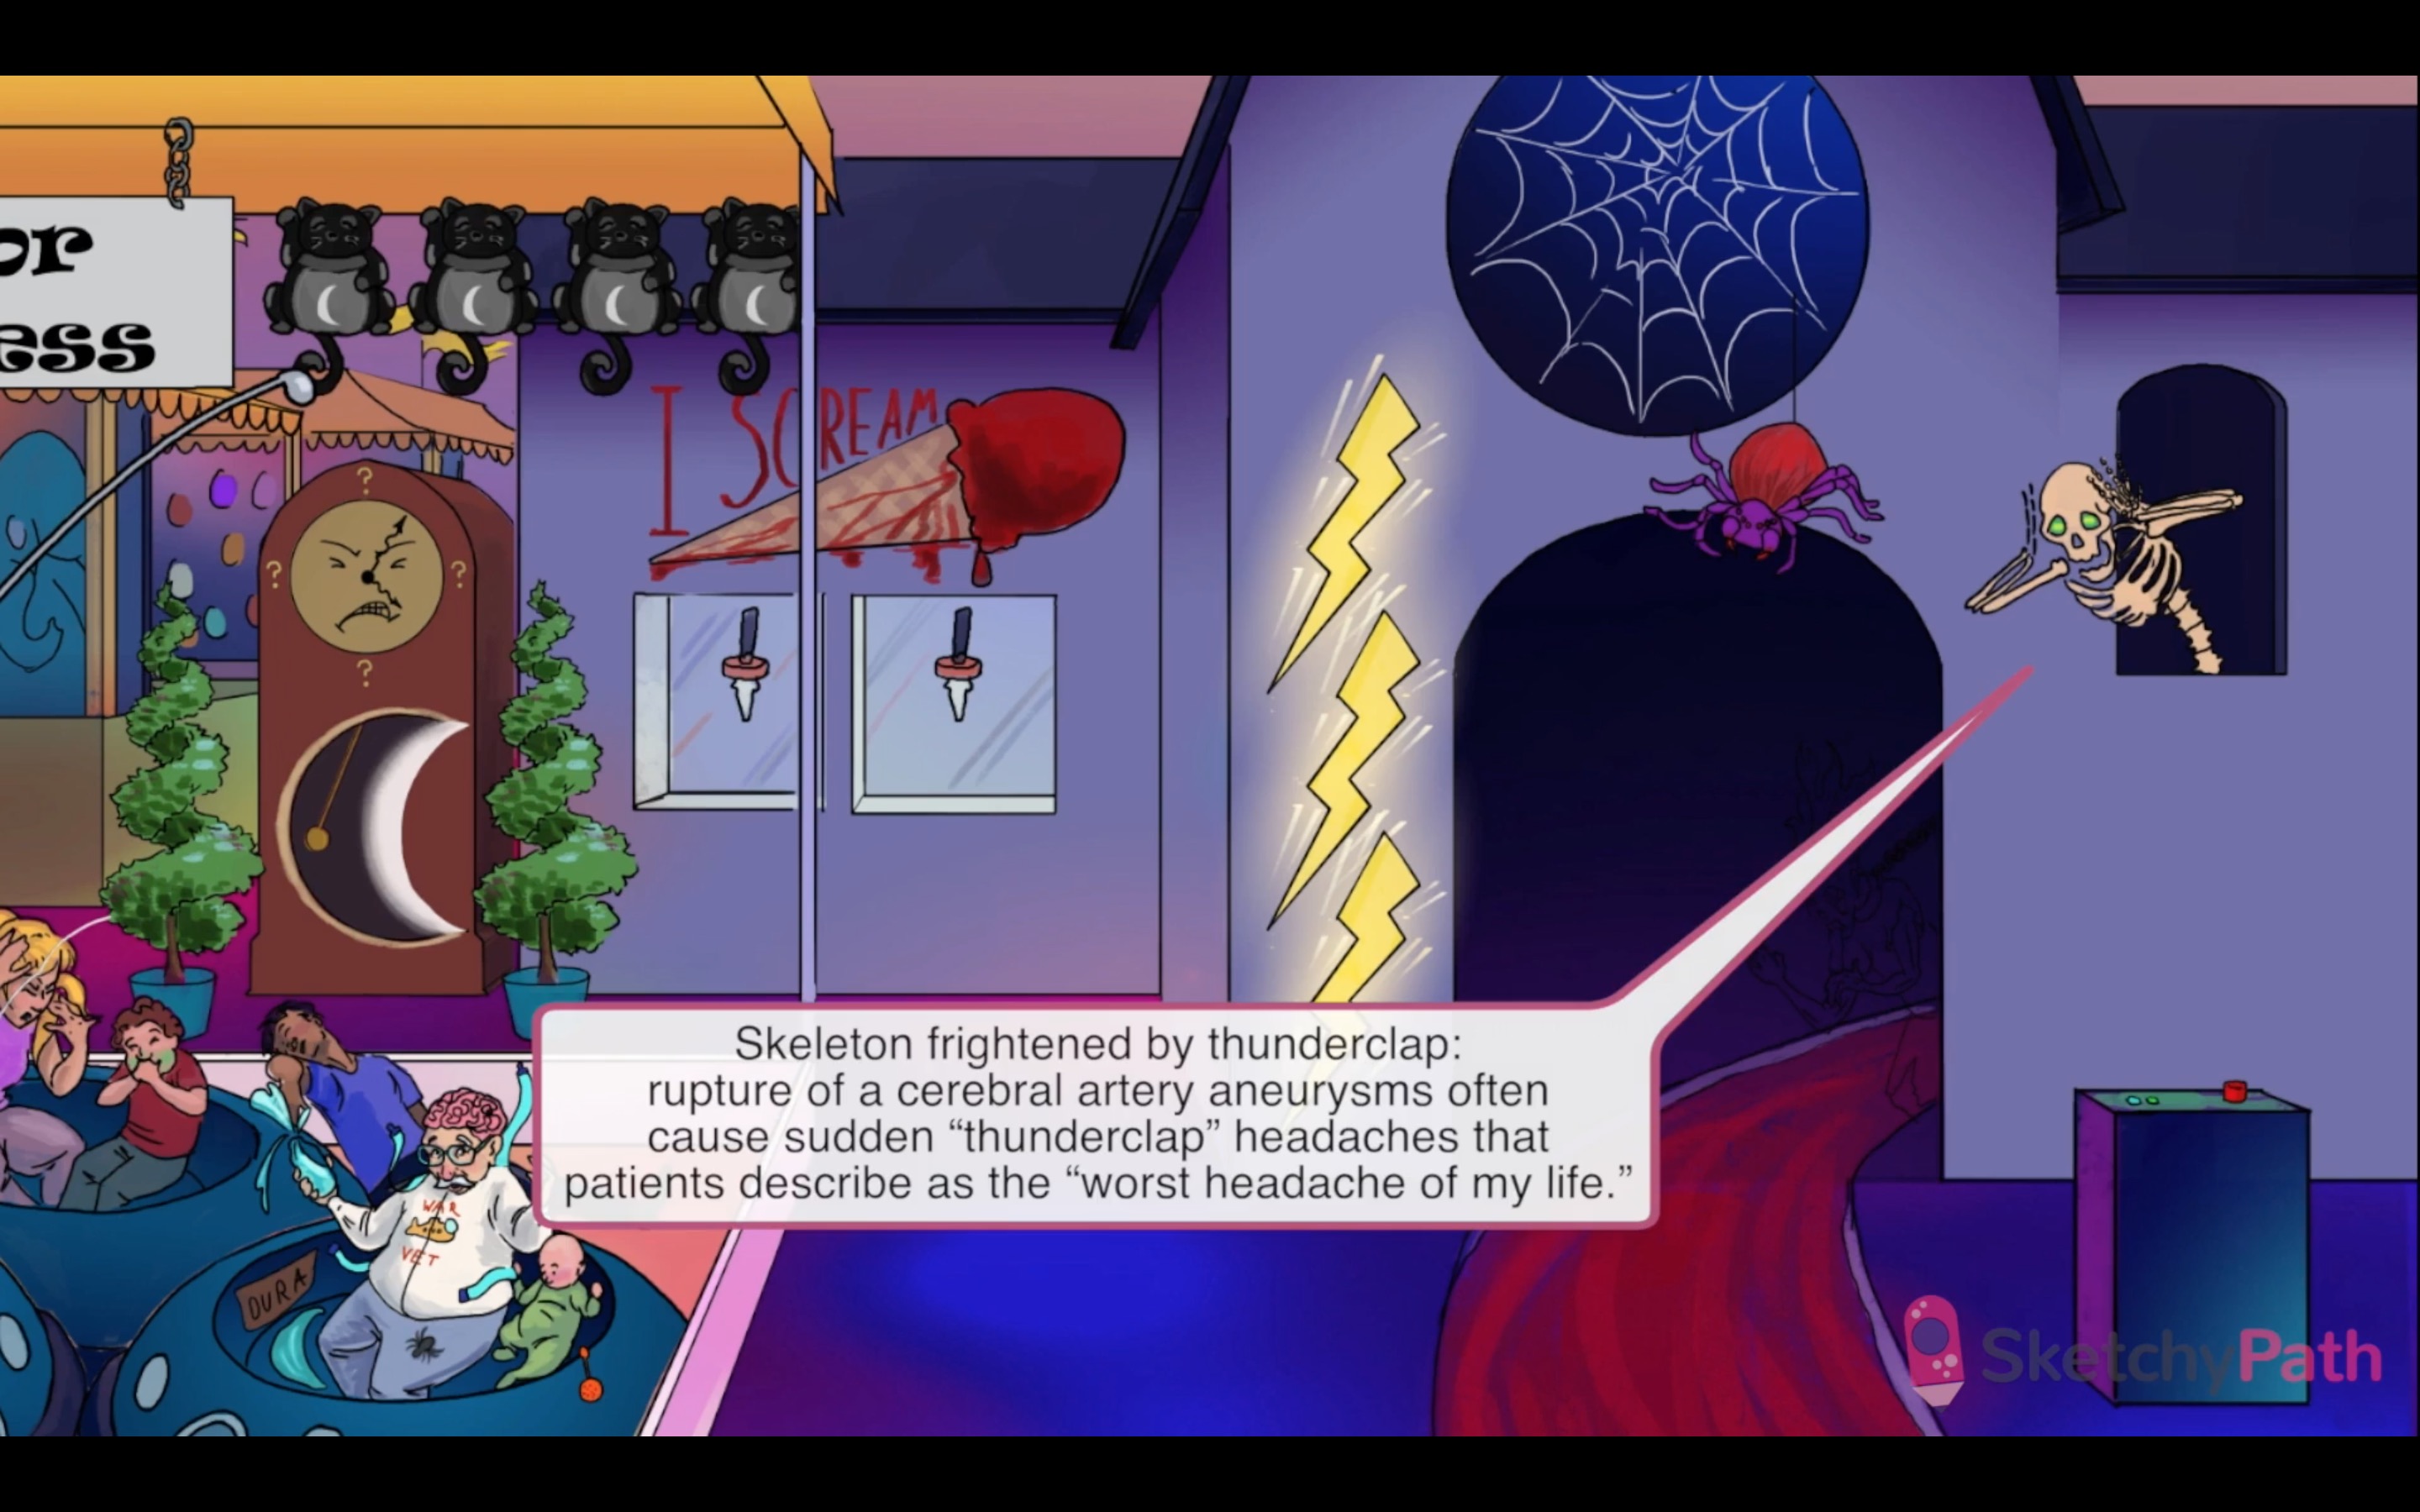 or
ess
I SCREAM
?
? ?
?
WAR
VET
DURA
Skeleton frightened by thunderclap:
rupture of a cerebral artery aneurysms often
cause sudden “thunderclap” headaches that
patients describe as the “worst headache of my life.”
SketchyPath